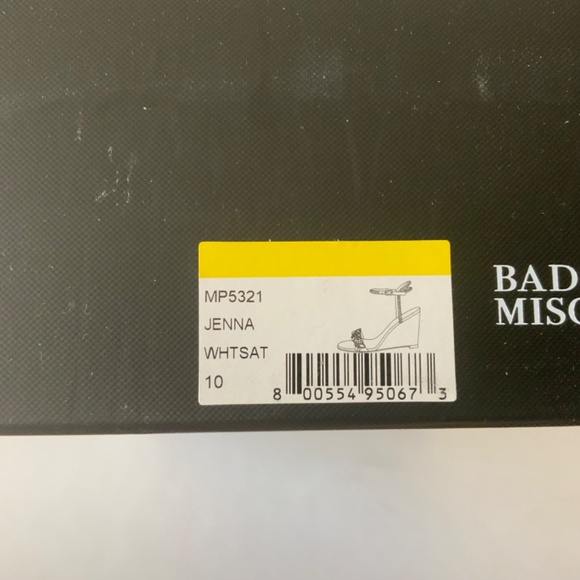 MP5321
JENNA
WHTSAT
10
8 00554 95067 3
BAD
MISC